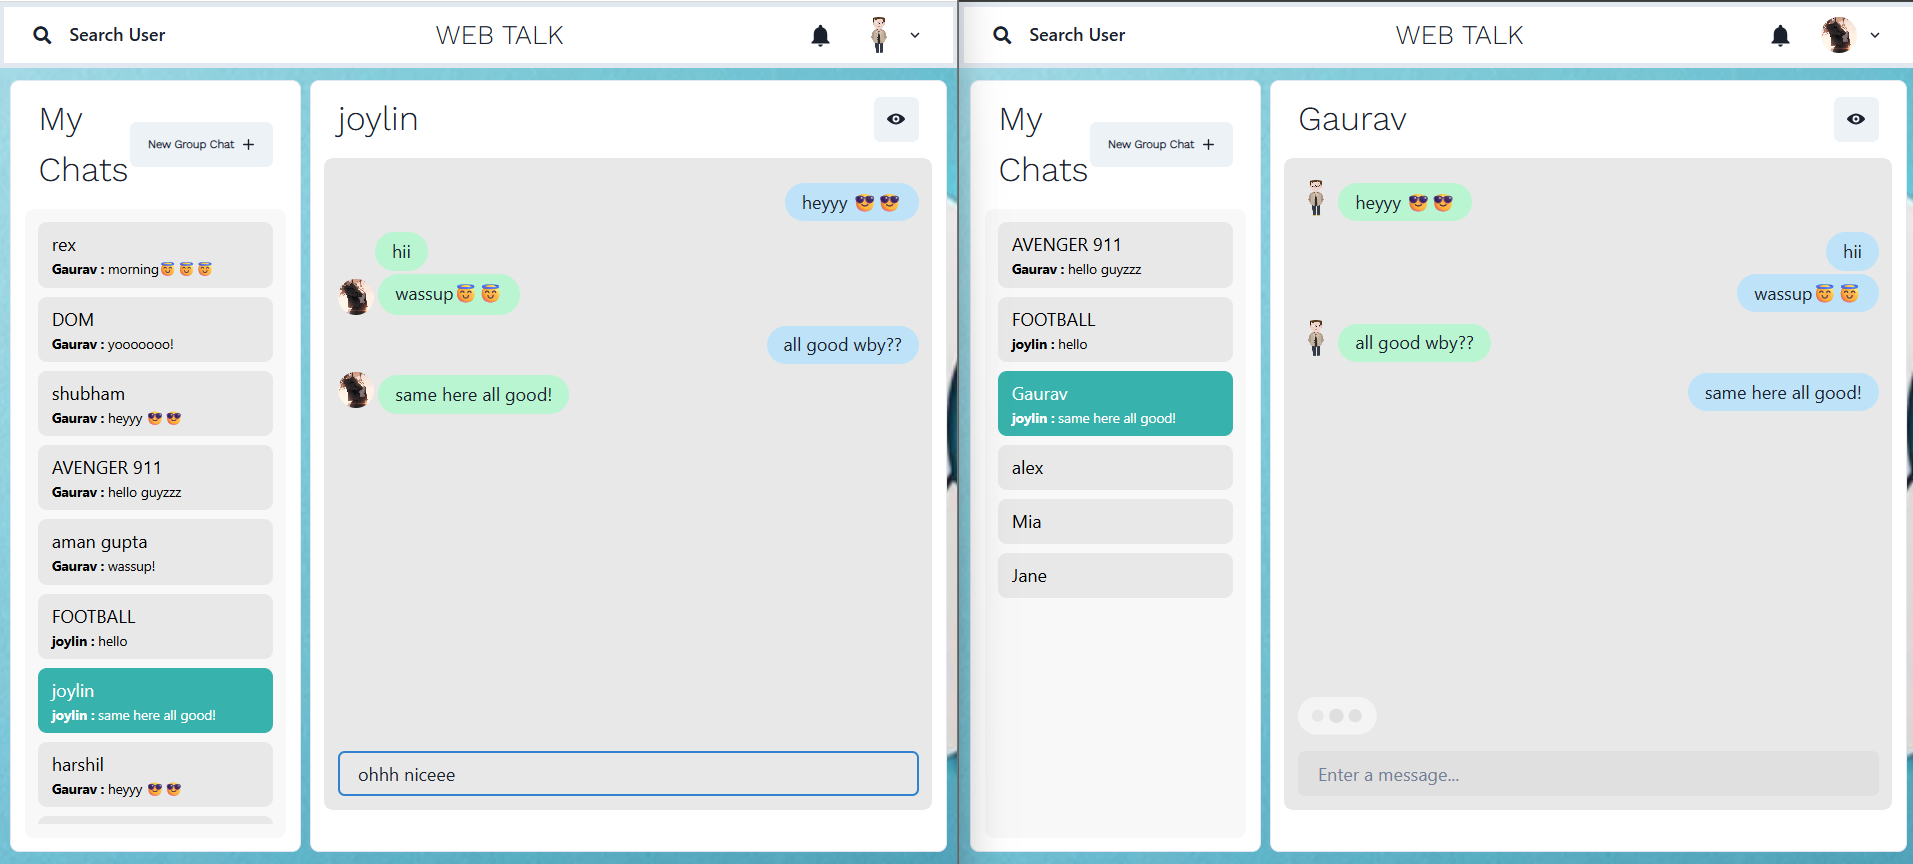 Search User
WEB TALK
My
Chats
New Group Chat +
rex
Gaurav : morning😇😇😇
DOM
Gaurav : yooooooo!
shubham
Gaurav : heyyy 😎😎
AVENGER 911
Gaurav : hello guyzzz
aman gupta
Gaurav : wassup!
FOOTBALL
joylin : hello
joylin
joylin : same here all good!
harshil
Gaurav : heyyy 😎😎
joylin
heyyy 😎😎
hii
wassup😇😇
all good wby??
same here all good!
ohhh niceee
Search User
WEB TALK
My
Chats
New Group Chat +
AVENGER 911
Gaurav : hello guyzzz
FOOTBALL
joylin : hello
Gaurav
joylin : same here all good!
alex
Mia
Jane
Gaurav
heyyy 😎😎
hii
wassup😇😇
all good wby??
same here all good!
Enter a message...